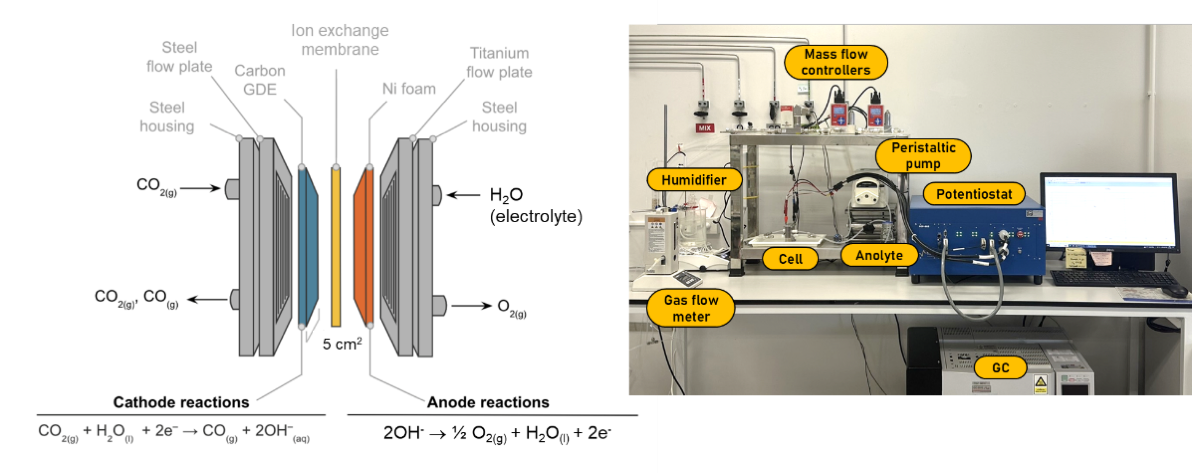 Ion exchange
membrane
Steel
flow plate
Titanium
flow plate
Carbon
GDE
Ni foam
Steel
housing
Steel
housing
CO₂(g)
H₂O
(electrolyte)
CO₂(g), CO(g)
O₂(g)
5 cm²
Cathode reactions
CO₂(g) + H₂O(l) + 2e⁻ → CO(g) + 2OH⁻(aq)
Anode reactions
2OH⁻ → ½ O₂(g) + H₂O(l) + 2e⁻
Mass flow
controllers
MIX
Peristaltic
pump
Humidifier
Potentiostat
Cell
Anolyte
Gas flow
meter
GC